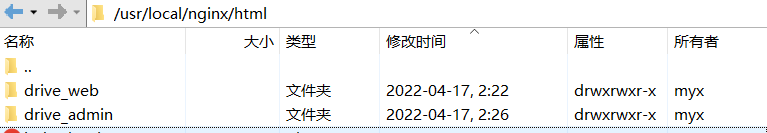 /usr/local/nginx/html
名称 大小 类型 修改时间 属性 所有者
..
drive_web 文件夹 2022-04-17, 2:22 drwxrwxr-x myx
drive_admin 文件夹 2022-04-17, 2:26 drwxrwxr-x myx